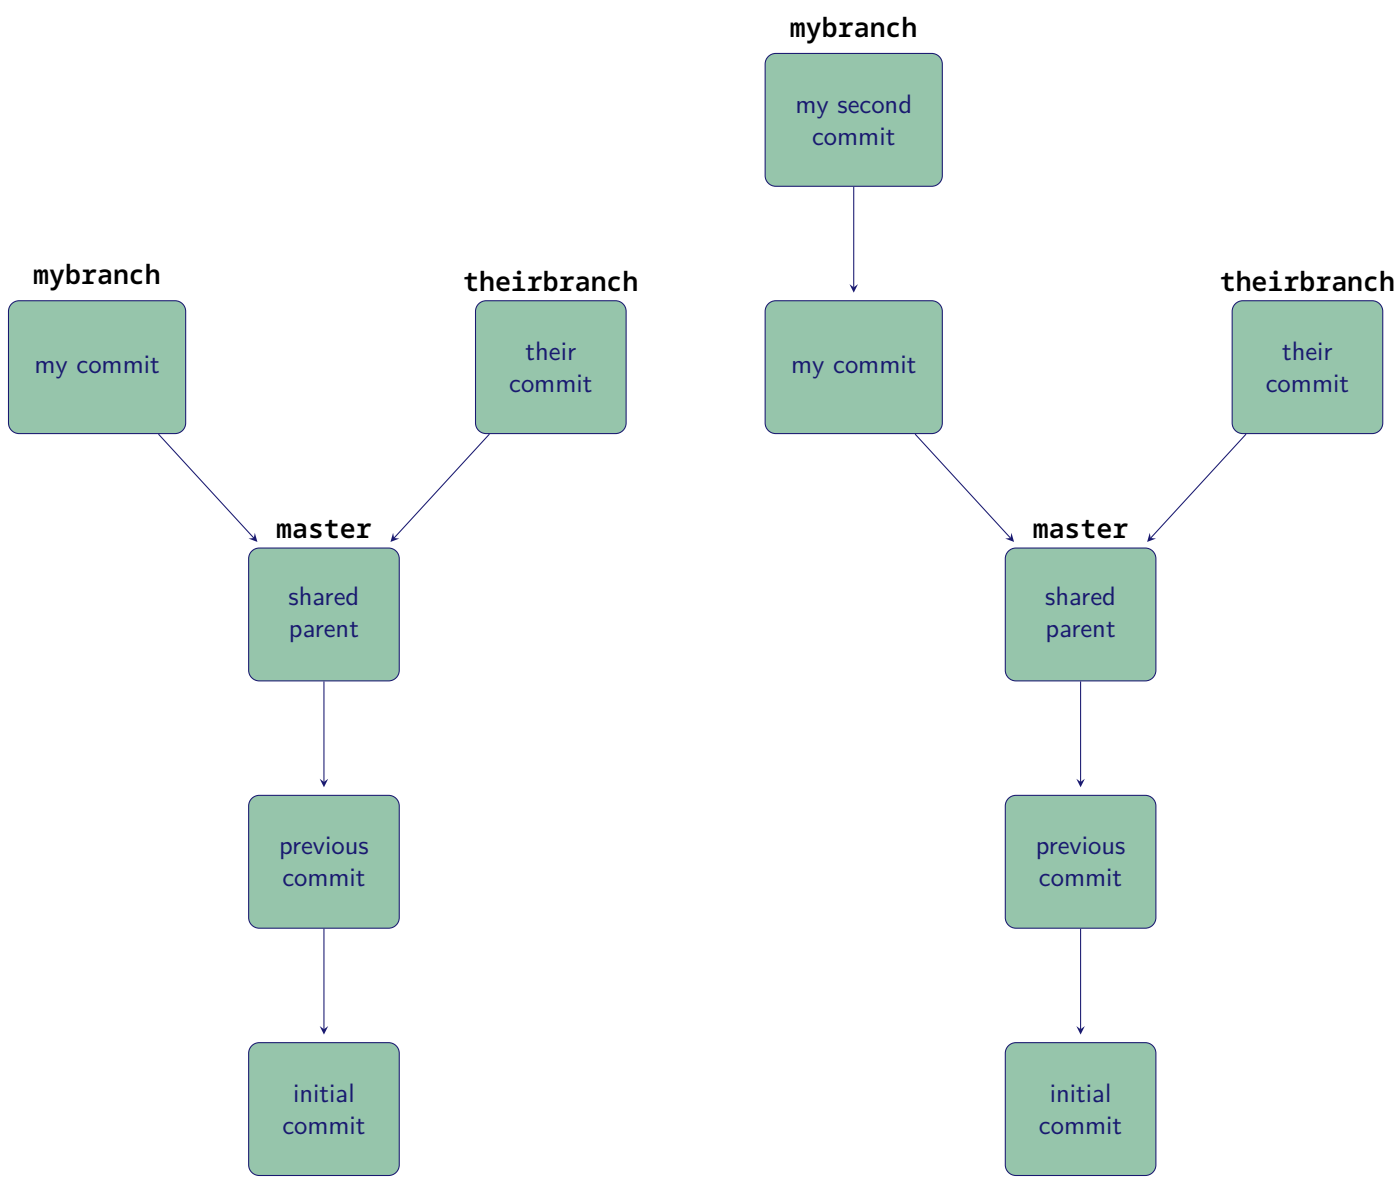 mybranch
my commit
theirbranch
their
commit
master
shared
parent
previous
commit
initial
commit
mybranch
my second
commit
my commit
theirbranch
their
commit
master
shared
parent
previous
commit
initial
commit